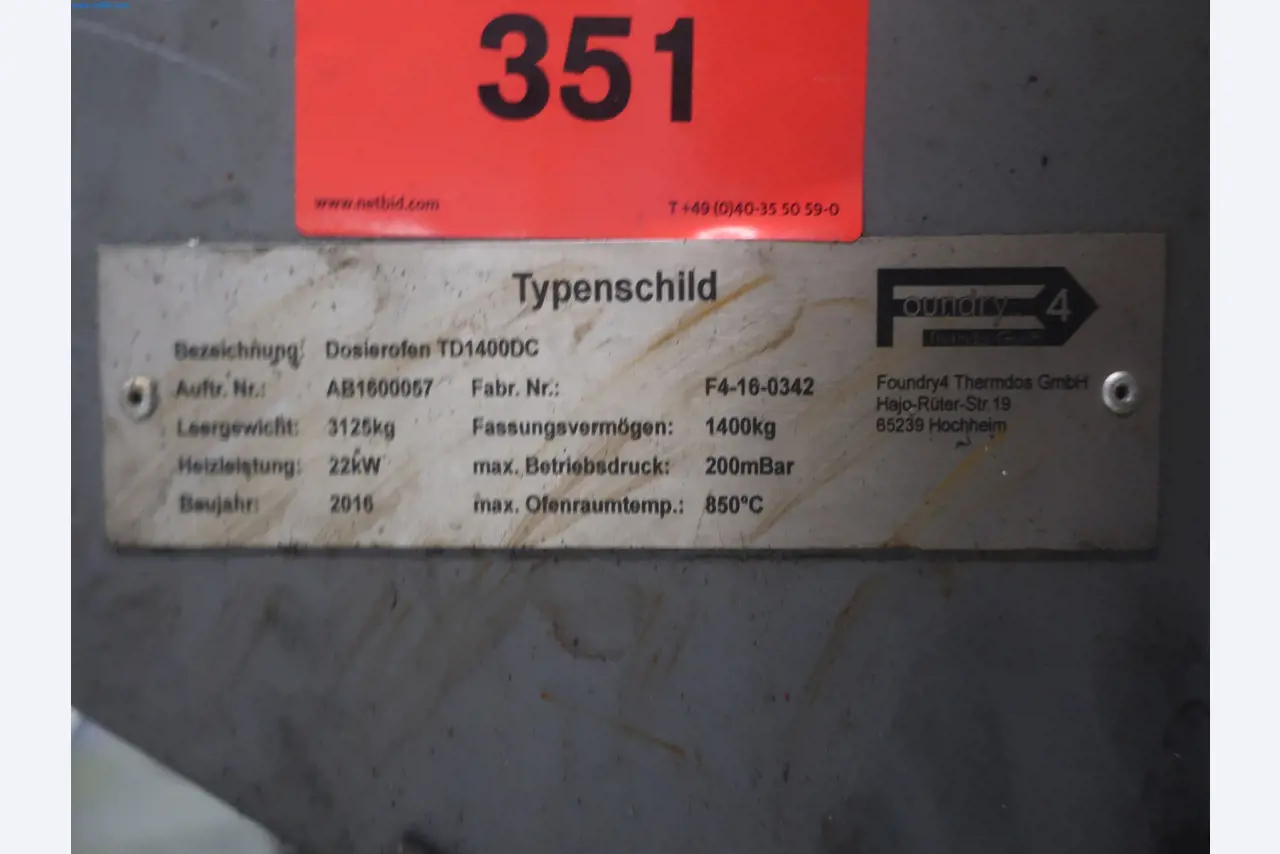 351
www.netbid.com
T +49 (0)40-35 50 59-0
Typenschild
Foundry 4
Bezeichnung: Dosierofen TD1400DC
Auftr. Nr.: AB1600057 Fabr. Nr.: F4-16-0342
Leergewicht: 3125kg Fassungsvermögen: 1400kg
Heizleistung: 22kW max. Betriebsdruck: 200mBar
Baujahr: 2016 max. Ofenraumtemp.: 850°C
Foundry4 Thermdos GmbH
Hajo-Rüter-Str.19
65239 Hochheim